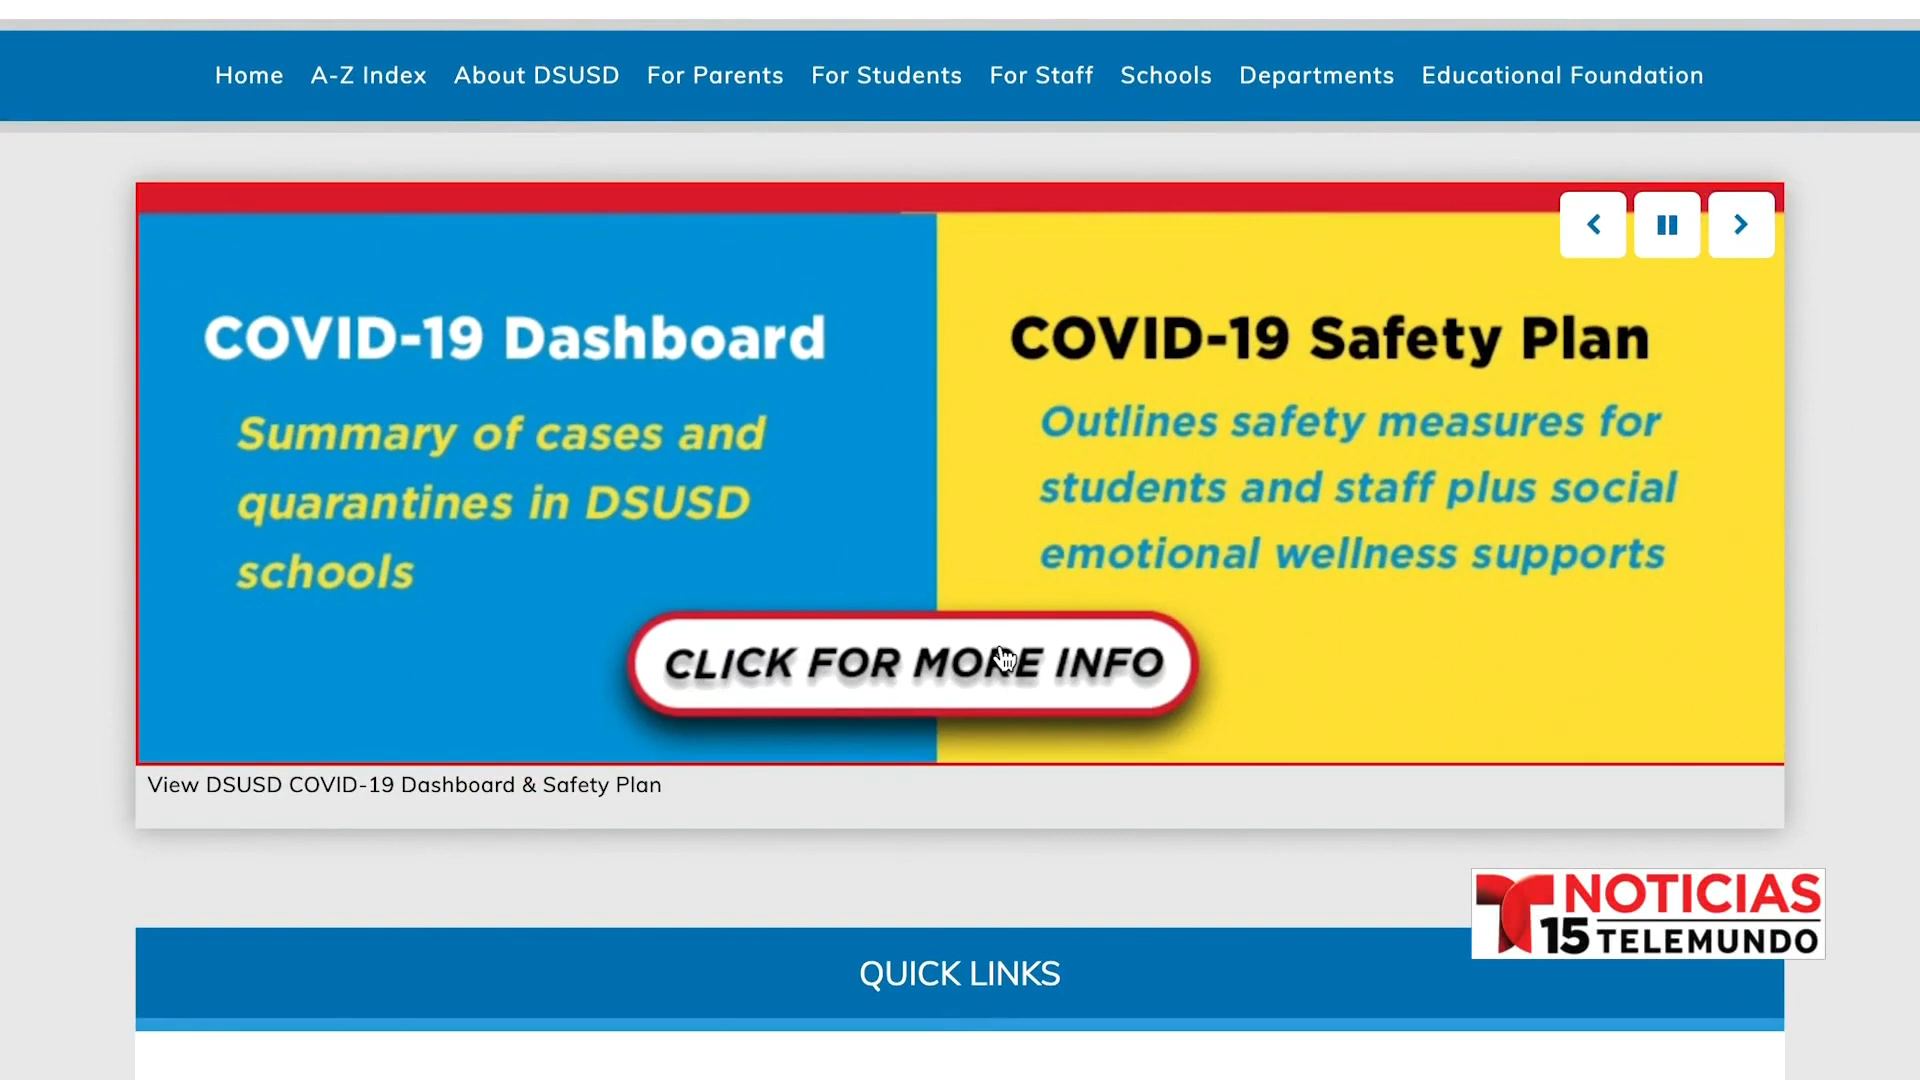 Home A-Z Index About DSUSD For Parents For Students For Staff Schools Departments Educational Foundation
COVID-19 Dashboard
Summary of cases and
quarantines in DSUSD
schools
COVID-19 Safety Plan
Outlines safety measures for
students and staff plus social
emotional wellness supports
CLICK FOR MORE INFO
View DSUSD COVID-19 Dashboard & Safety Plan
NOTICIAS
15 TELEMUNDO
QUICK LINKS